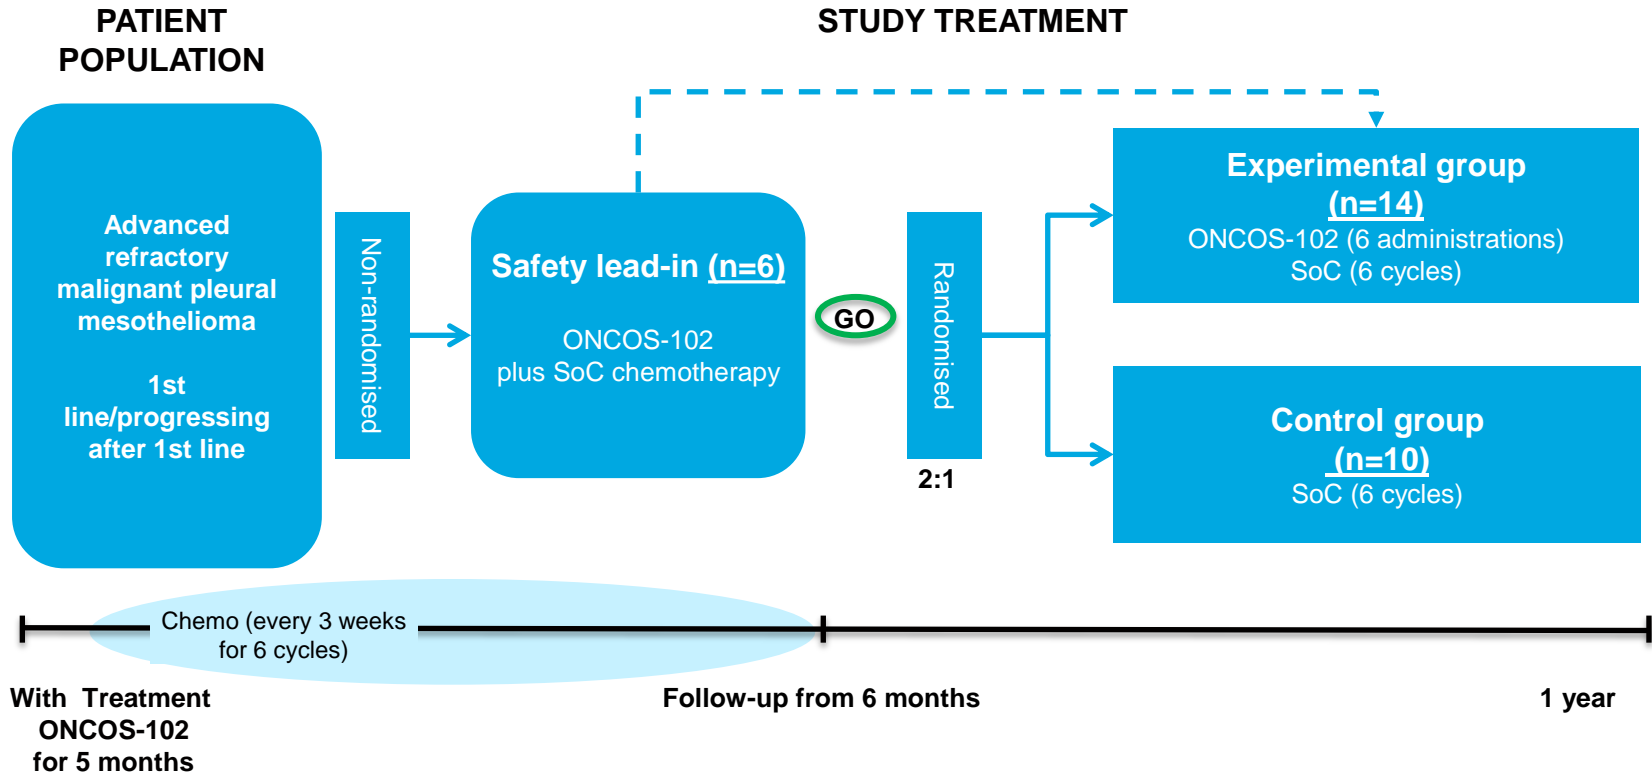 PATIENT
POPULATION
STUDY TREATMENT
Advanced
refractory
malignant pleural
mesothelioma
1st
line/progressing
after 1st line
Non-randomised
Safety lead-in (n=6)
ONCOS-102
plus SoC chemotherapy
GO
Randomised
2:1
Experimental group
(n=14)
ONCOS-102 (6 administrations)
SoC (6 cycles)
Control group
(n=10)
SoC (6 cycles)
Chemo (every 3 weeks
for 6 cycles)
With Treatment
ONCOS-102
for 5 months
Follow-up from 6 months
1 year